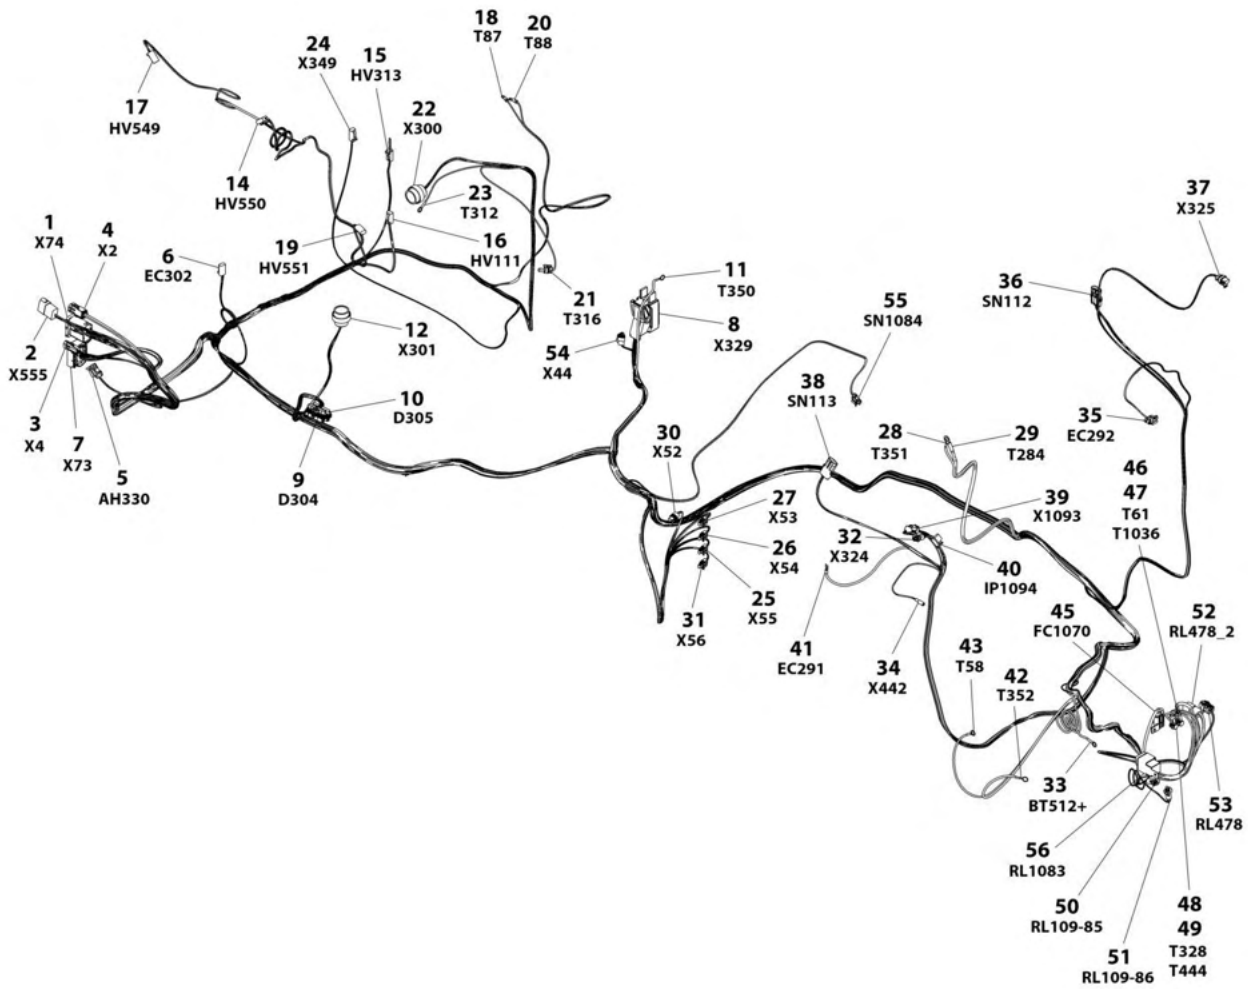 18
T87
20
T88
24
X349
15
HV313
17
HV549
22
X300
14
HV550
23
T312
37
X325
1
X74
4
X2
6
EC302
19
HV551
16
HV111
11
T350
36
SN112
21
T316
55
SN1084
2
X555
12
X301
54
X44
8
X329
38
SN113
3
X4
7
X73
5
AH330
10
D305
9
D304
30
X52
28
T351
29
T284
35
EC292
46
47
T61
T1036
27
X53
39
X1093
32
X324
26
X54
40
IP1094
25
X55
31
X56
45
FC1070
52
RL478_2
41
EC291
34
X442
43
T58
42
T352
33
BT512+
53
RL478
56
RL1083
50
RL109-85
48
49
T328
T444
51
RL109-86